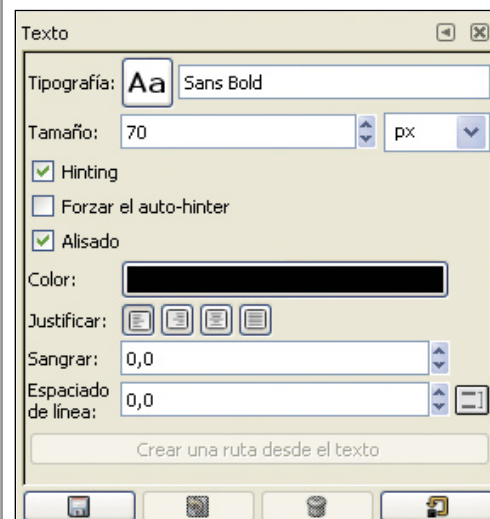 Texto
Tipografía: Aa Sans Bold
Tamaño: 70 px
Hinting
Forzar el auto-hinter
Alisado
Color:
Justificar:
Sangrar: 0,0
Espaciado
de línea: 0,0
Crear una ruta desde el texto